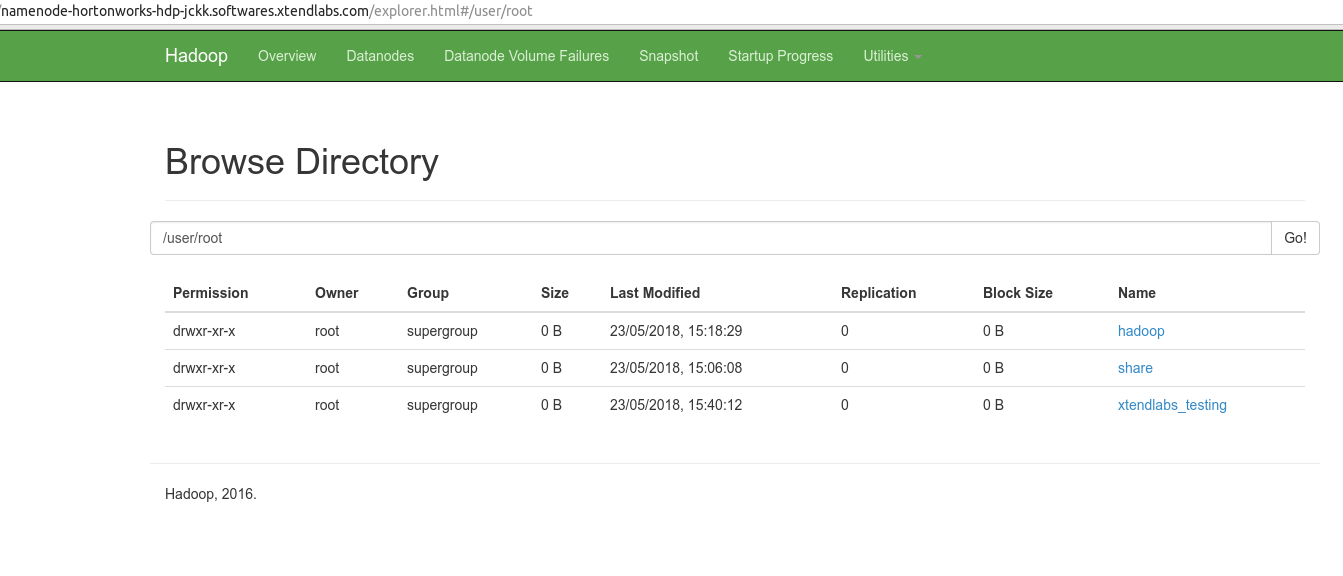 /namenode-hortonworks-hdp-jckk.softwares.xtendlabs.com/explorer.html#/user/root
Hadoop Overview Datanodes Datanode Volume Failures Snapshot Startup Progress Utilities
Browse Directory
/user/root Go!
Permission Owner Group Size Last Modified Replication Block Size Name
drwxr-xr-x root supergroup 0 B 23/05/2018, 15:18:29 0 0 B hadoop
drwxr-xr-x root supergroup 0 B 23/05/2018, 15:06:08 0 0 B share
drwxr-xr-x root supergroup 0 B 23/05/2018, 15:40:12 0 0 B xtendlabs_testing
Hadoop, 2016.